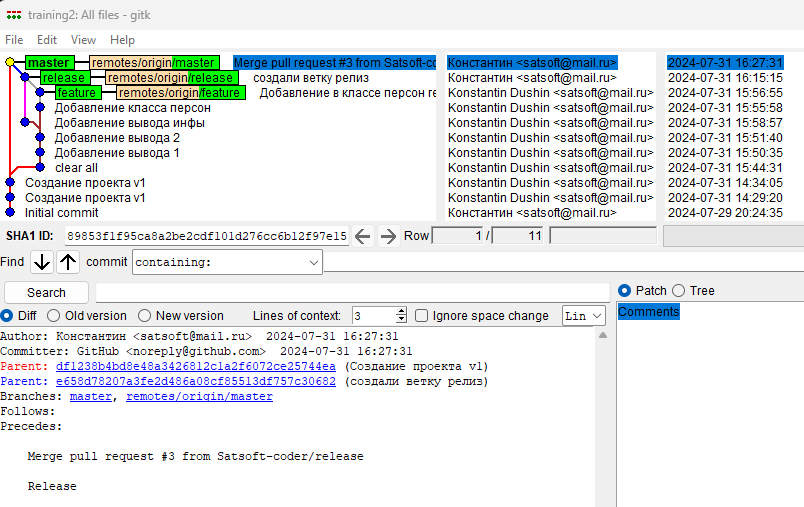 training2: All files - gitk
File Edit View Help
master remotes/origin/master Merge pull request #3 from Satsoft-co Константин <satsoft@mail.ru> 2024-07-31 16:27:31
release remotes/origin/release создали ветку релиз Константин <satsoft@mail.ru> 2024-07-31 16:15:15
feature remotes/origin/feature Добавление в классе персон Konstantin Dushin <satsoft@mail.ru> 2024-07-31 15:56:55
Добавление класса персон Konstantin Dushin <satsoft@mail.ru> 2024-07-31 15:55:58
Добавление вывода инфы Konstantin Dushin <satsoft@mail.ru> 2024-07-31 15:58:57
Добавление вывода 2 Konstantin Dushin <satsoft@mail.ru> 2024-07-31 15:51:40
Добавление вывода 1 Konstantin Dushin <satsoft@mail.ru> 2024-07-31 15:50:35
clear all Konstantin Dushin <satsoft@mail.ru> 2024-07-31 15:44:31
Создание проекта v1 Konstantin Dushin <satsoft@mail.ru> 2024-07-31 14:34:05
Создание проекта v1 Konstantin Dushin <satsoft@mail.ru> 2024-07-31 14:29:20
Initial commit Константин <satsoft@mail.ru> 2024-07-29 20:24:35
SHA1 ID: 89853f1f95ca8a2be2cdf101d276cc6b12f97e15 Row 1 / 11
Find commit containing:
Search
Patch Tree
Diff Old version New version Lines of context: 3 Ignore space change Lin
Comments
Author: Константин <satsoft@mail.ru> 2024-07-31 16:27:31
Committer: GitHub <noreply@github.com> 2024-07-31 16:27:31
Parent: df1238b4bd8e48a3426812c1a2f6072ce25744ea (Создание проекта v1)
Parent: e658d78207a3fe2d486a08cf85513df757c30682 (создали ветку релиз)
Branches: master, remotes/origin/master
Follows:
Precedes:
Merge pull request #3 from Satsoft-coder/release
Release